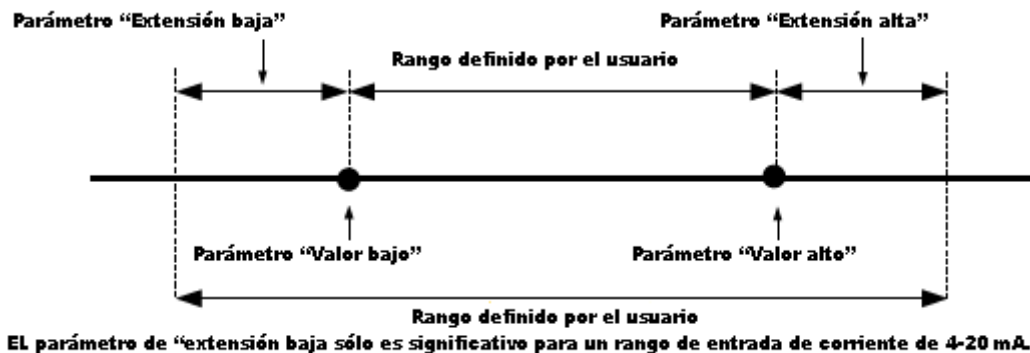 Parámetro “Extensión baja”
Parámetro “Extensión alta”
Rango definido por el usuario
Parámetro “Valor bajo”
Parámetro “Valor alto”
Rango definido por el usuario
EL parámetro de “extensión baja sólo es significativo para un rango de entrada de corriente de 4-20 mA.